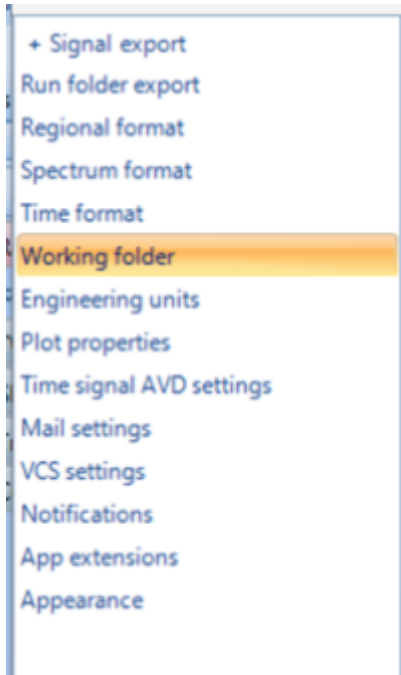 + Signal export
Run folder export
Regional format
Spectrum format
Time format
Working folder
Engineering units
Plot properties
Time signal AVD settings
Mail settings
VCS settings
Notifications
App extensions
Appearance